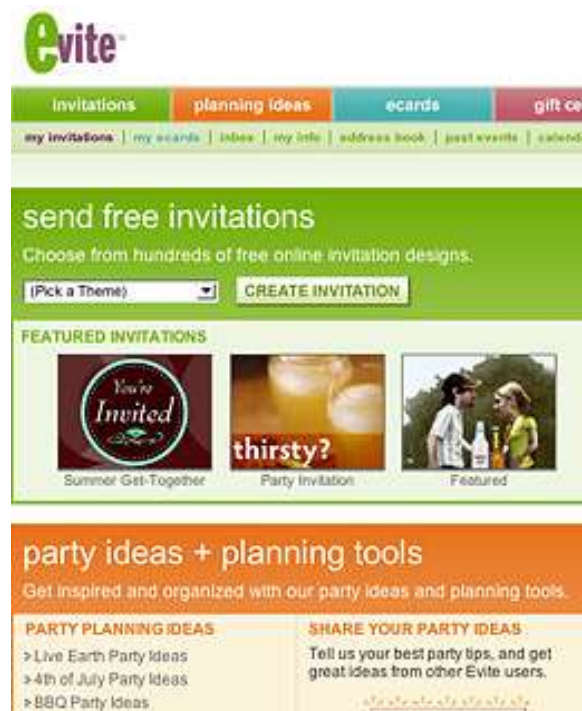 evite
invitations planning ideas ecards gift ce
my invitations | my ecards | inbox | my info | address book | past events | calend
send free invitations
Choose from hundreds of free online invitation designs.
(Pick a Theme) CREATE INVITATION
FEATURED INVITATIONS
You're
Invited
thirsty?
Summer Get-Together Party Invitation Featured
party ideas + planning tools
Get inspired and organized with our party ideas and planning tools.
PARTY PLANNING IDEAS SHARE YOUR PARTY IDEAS
> Live Earth Party Ideas Tell us your best party tips, and get
> 4th of July Party Ideas great ideas from other Evite users.
> BBQ Party Ideas